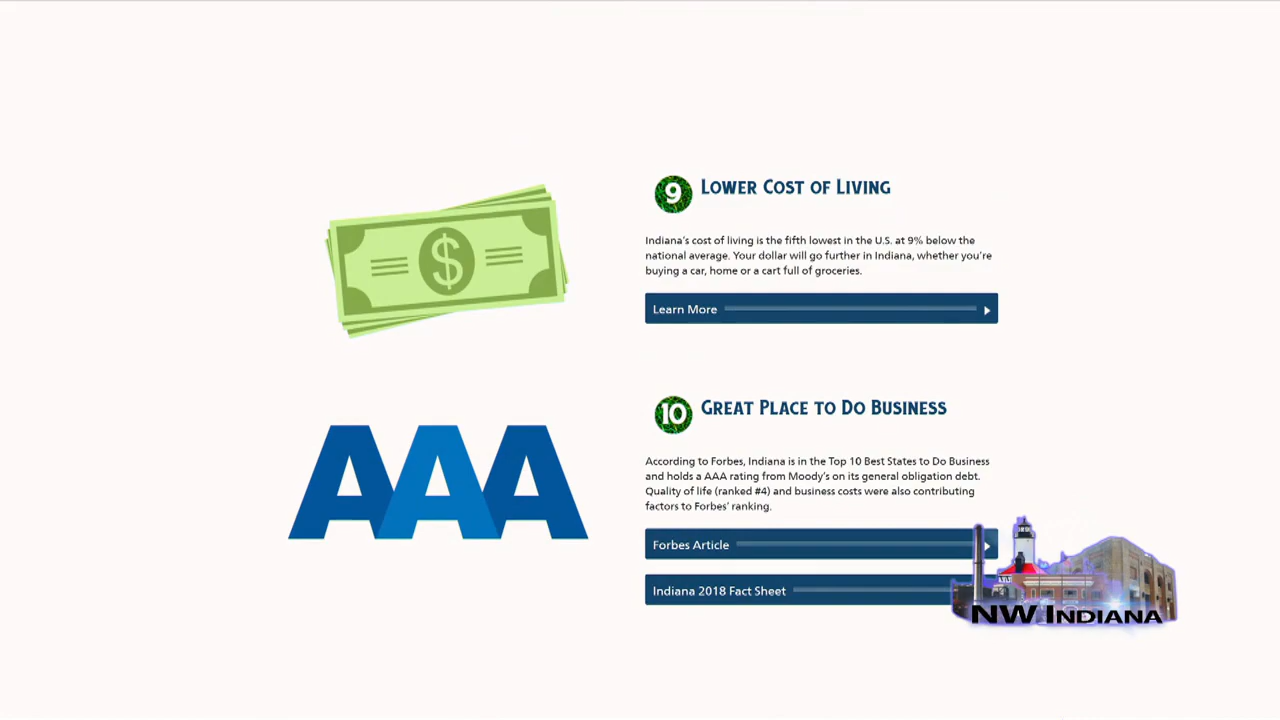 9 LOWER COST OF LIVING
Indiana's cost of living is the fifth lowest in the U.S. at 9% below the
national average. Your dollar will go further in Indiana, whether you're
buying a car, home or a cart full of groceries.
Learn More
$
AAA
10 GREAT PLACE TO DO BUSINESS
According to Forbes, Indiana is in the Top 10 Best States to Do Business
and holds a AAA rating from Moody's on its general obligation debt.
Quality of life (ranked #4) and business costs were also contributing
factors to Forbes' ranking.
Forbes Article
Indiana 2018 Fact Sheet
NW INDIANA